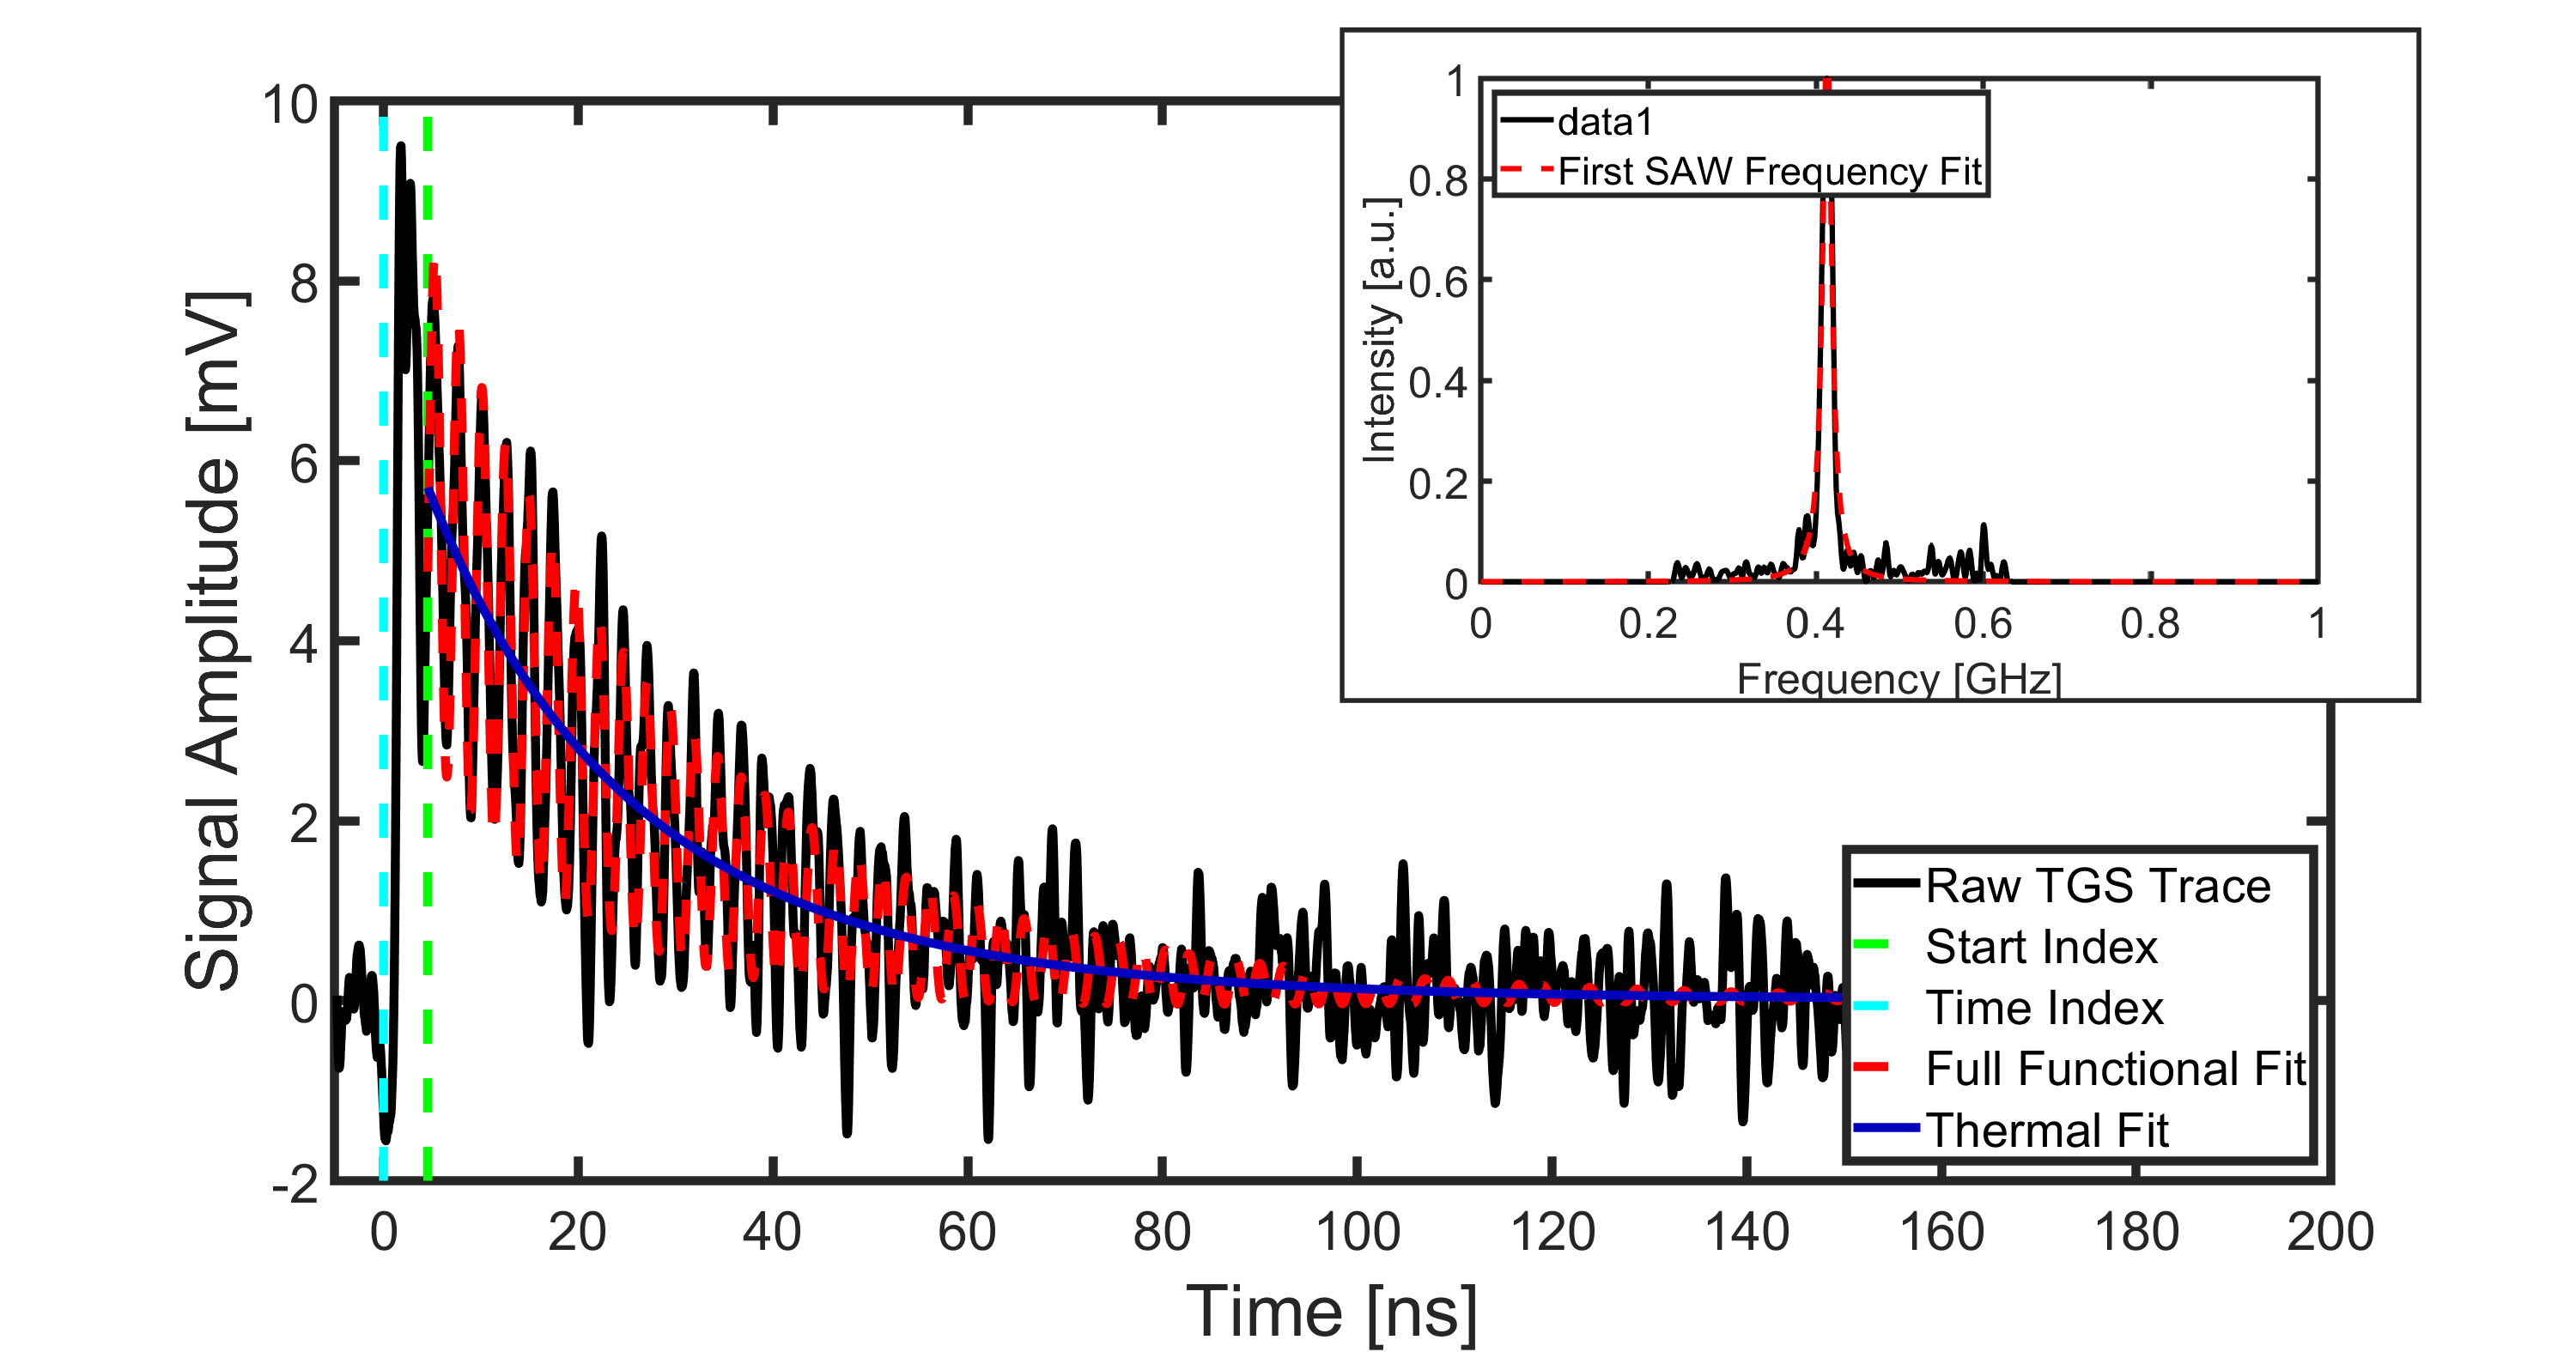 10
8
6
4
2
0
-2
Signal Amplitude [mV]
0 20 40 60 80 100 120 140 160 180 200
Time [ns]
1
0.8
0.6
0.4
0.2
0
Intensity [a.u.]
data1
First SAW Frequency Fit
0 0.2 0.4 0.6 0.8 1
Frequency [GHz]
Raw TGS Trace
Start Index
Time Index
Full Functional Fit
Thermal Fit